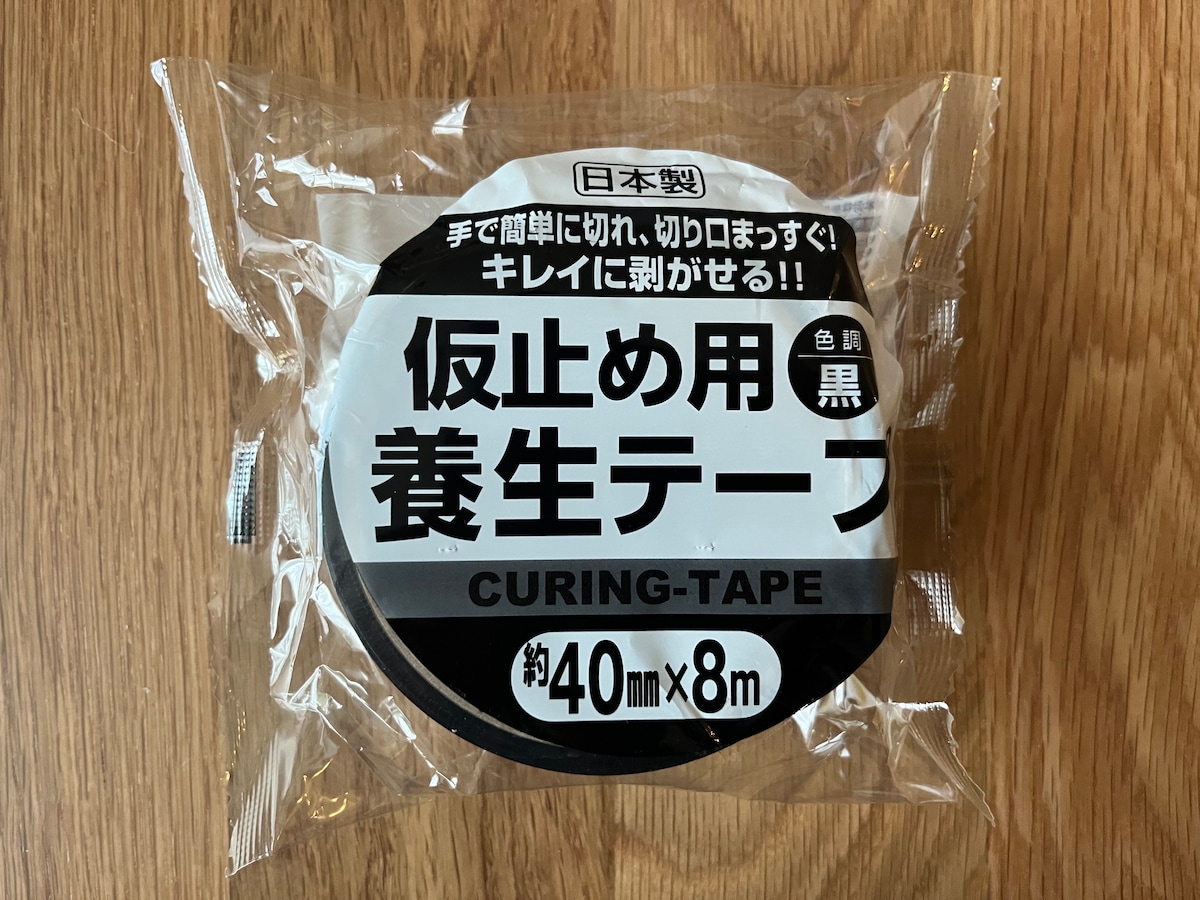 日本製
手で簡単に切れ、切り口まっすぐ!
キレイに剥がせる!!
仮止め用
色調
黒
養生テープ
CURING-TAPE
約40mm×8m